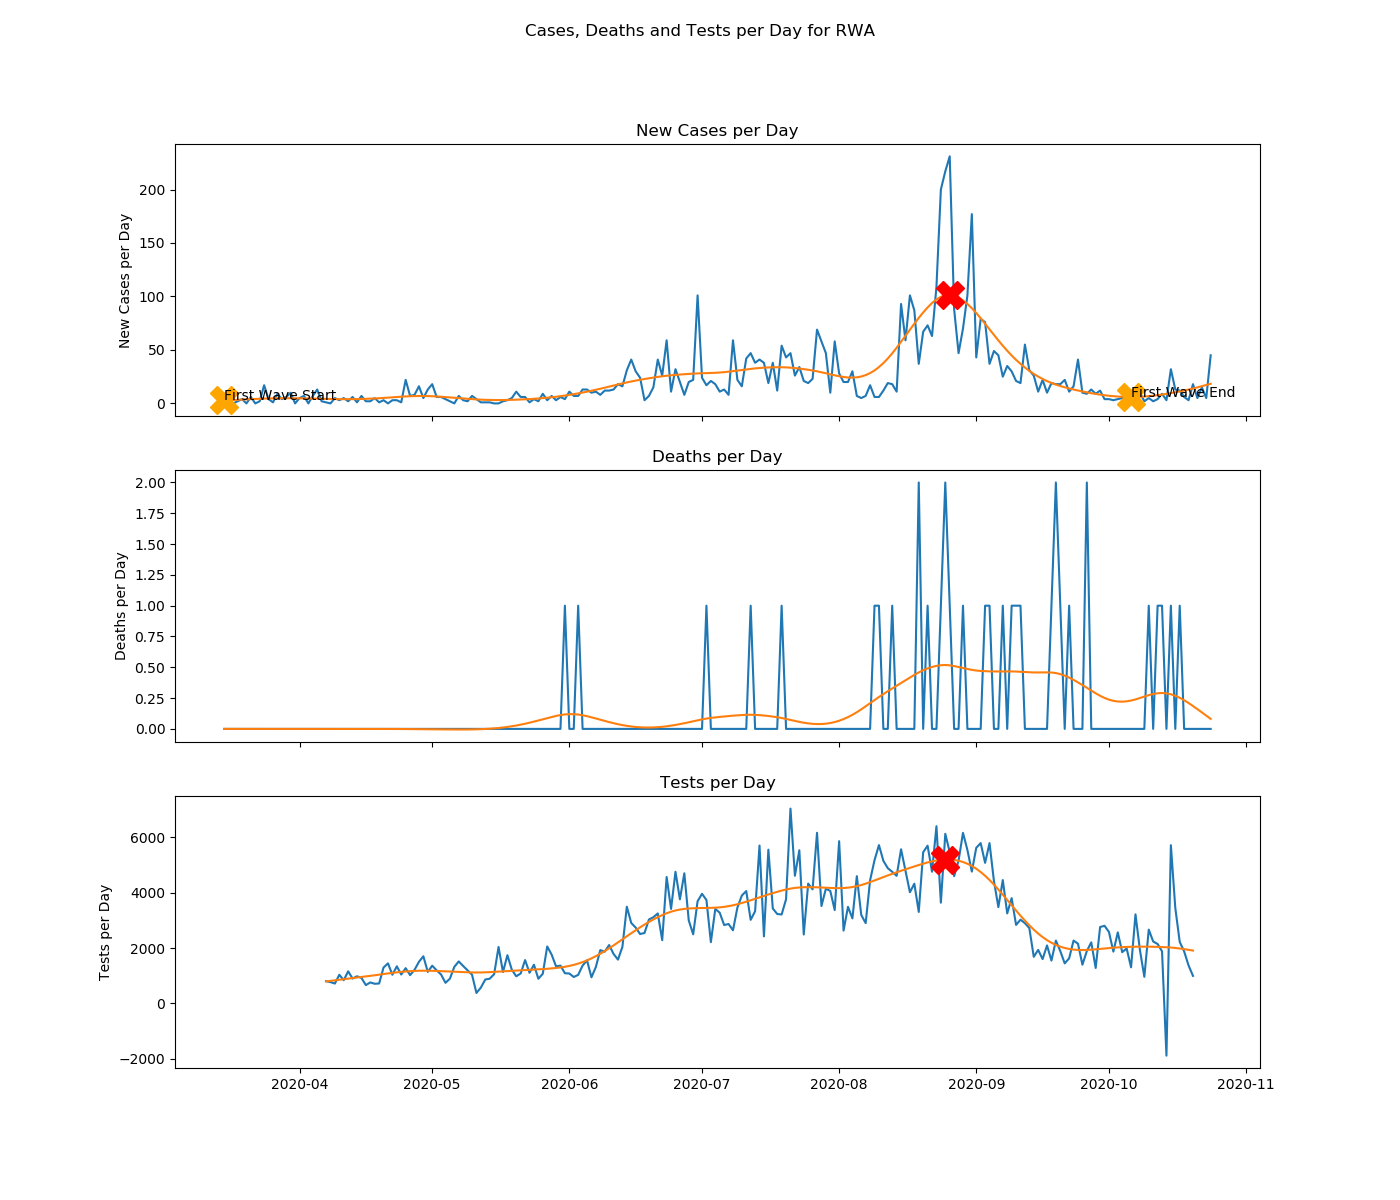 Cases, Deaths and Tests per Day for RWA
New Cases per Day
New Cases per Day
200
150
100
50
0
First Wave Start
First Wave End
Deaths per Day
Deaths per Day
2.00
1.75
1.50
1.25
1.00
0.75
0.50
0.25
0.00
Tests per Day
Tests per Day
6000
4000
2000
0
−2000
2020-04 2020-05 2020-06 2020-07 2020-08 2020-09 2020-10 2020-11